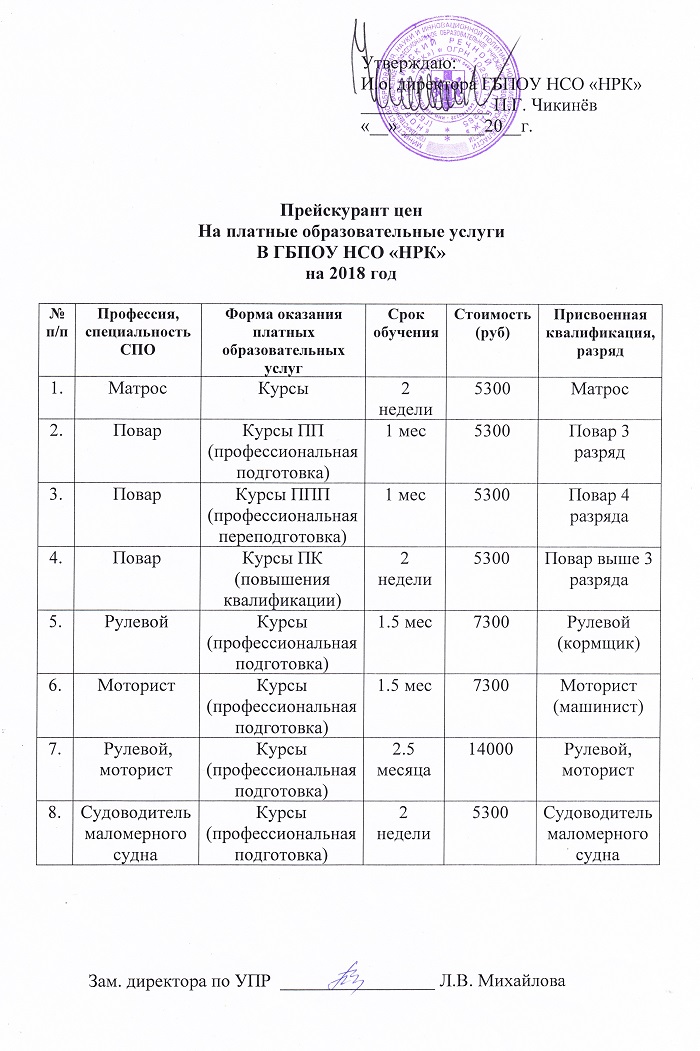 Утверждаю:
И.о. директора ГБПОУ НСО «НРК»
П.Г. Чикинёв
«__»__________20__г.
Прейскурант цен
На платные образовательные услуги
В ГБПОУ НСО «НРК»
на 2018 год
№ п/п Профессия, специальность СПО Форма оказания платных образовательных услуг Срок обучения Стоимость (руб) Присвоенная квалификация, разряд
1. Матрос Курсы 2 недели 5300 Матрос
2. Повар Курсы ПП (профессиональная подготовка) 1 мес 5300 Повар 3 разряд
3. Повар Курсы ППП (профессиональная переподготовка) 1 мес 5300 Повар 4 разряда
4. Повар Курсы ПК (повышения квалификации) 2 недели 5300 Повар выше 3 разряда
5. Рулевой Курсы (профессиональная подготовка) 1.5 мес 7300 Рулевой (кормщик)
6. Моторист Курсы (профессиональная подготовка) 1.5 мес 7300 Моторист (машинист)
7. Рулевой, моторист Курсы (профессиональная подготовка) 2.5 месяца 14000 Рулевой, моторист
8. Судоводитель маломерного судна Курсы (профессиональная подготовка) 2 недели 5300 Судоводитель маломерного судна
Зам. директора по УПР ________________ Л.В. Михайлова